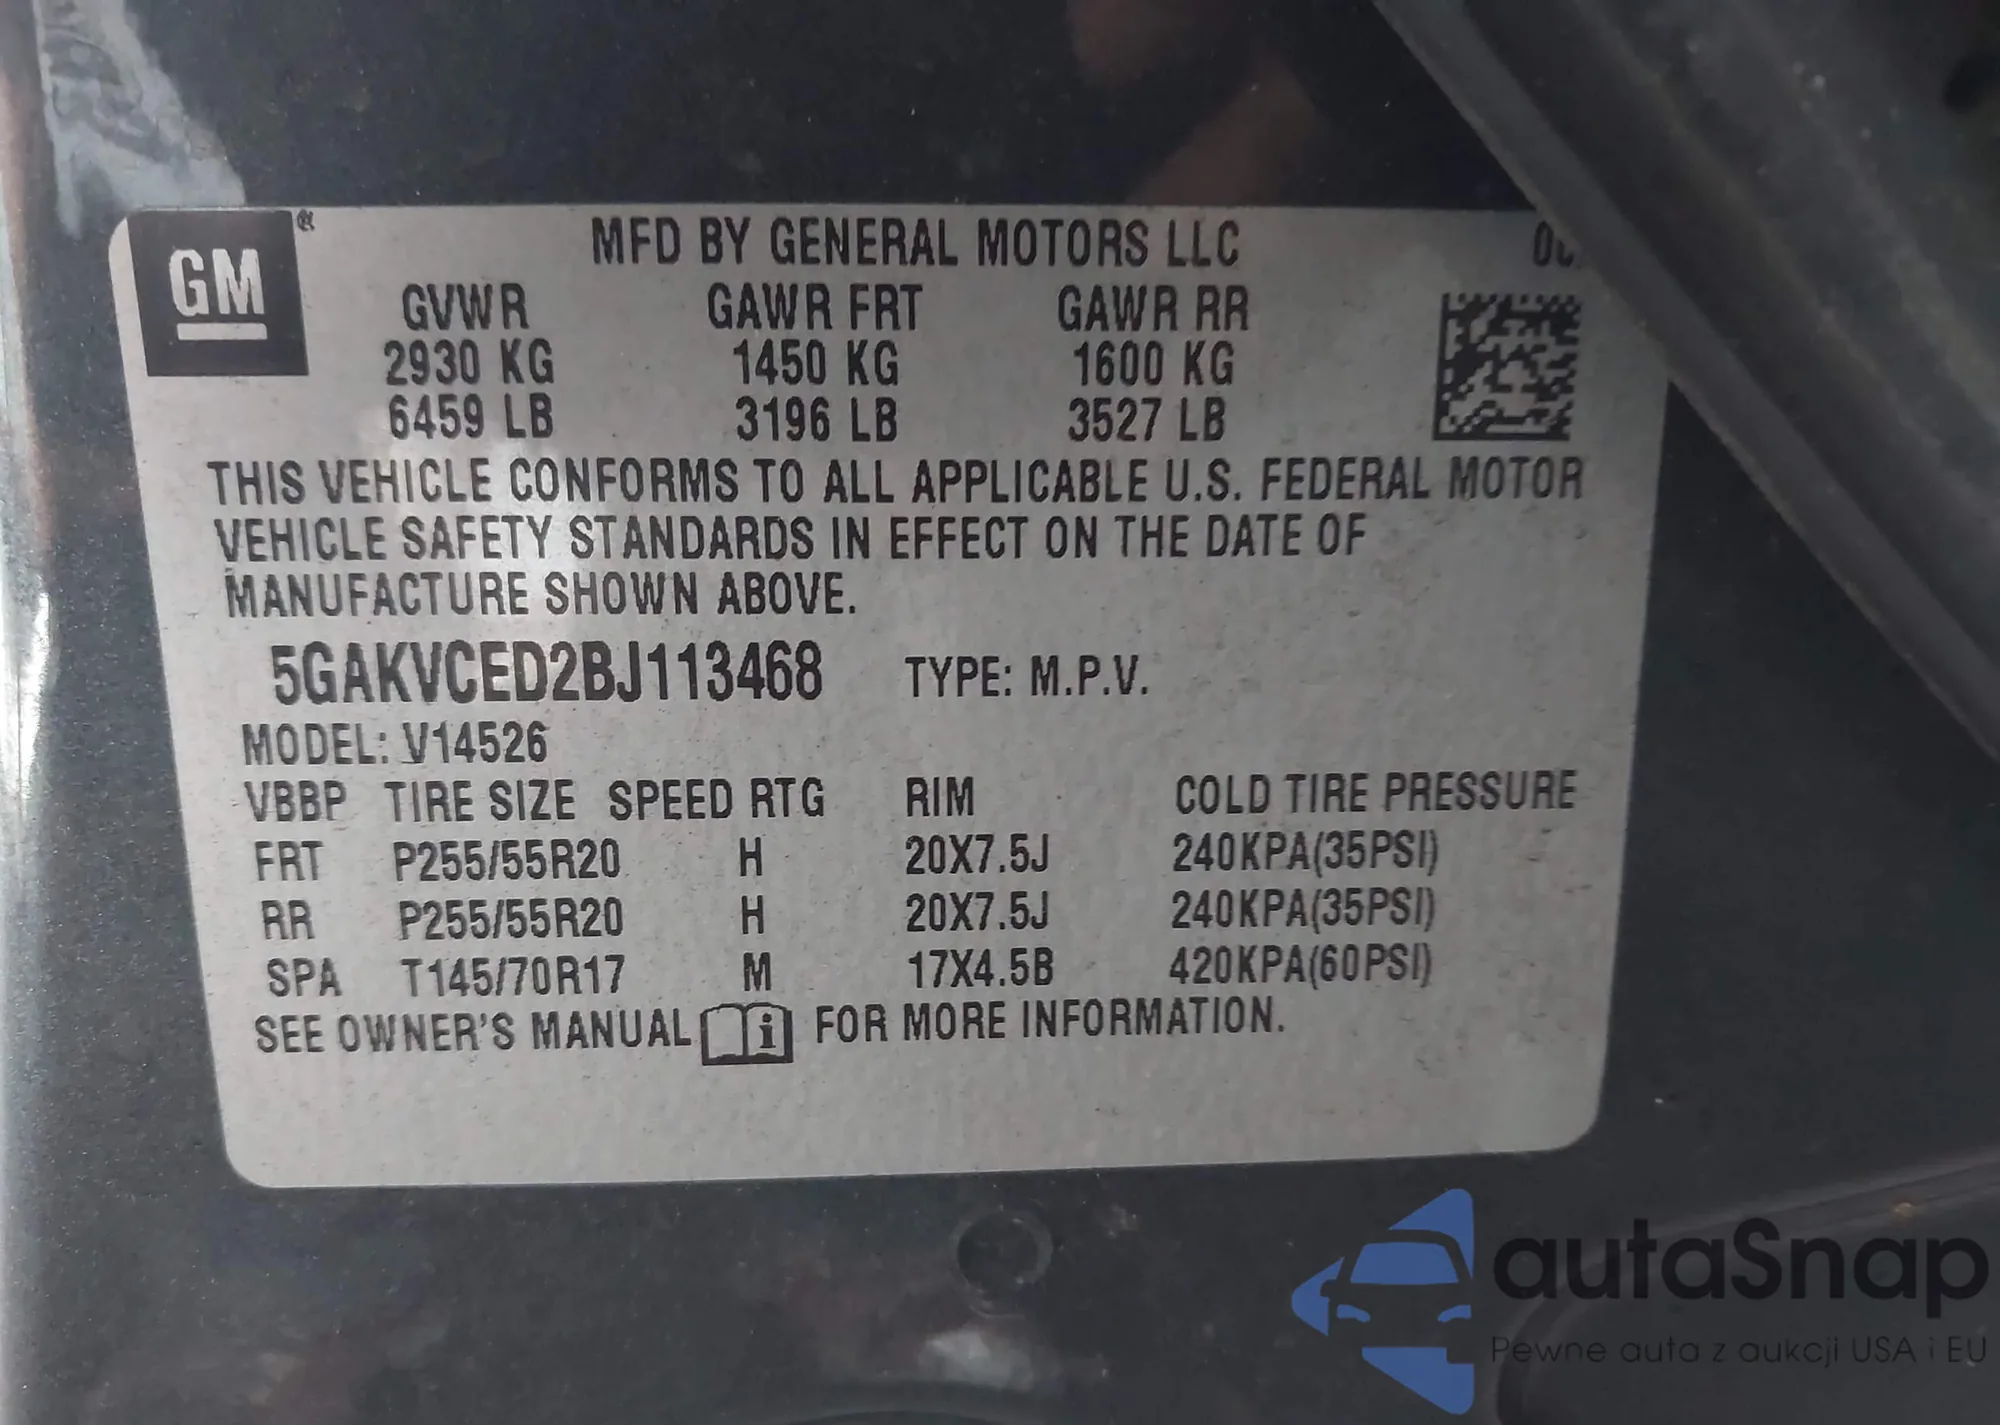 GM®
MFD BY GENERAL MOTORS LLC
GVWR GAWR FRT GAWR RR
2930 KG 1450 KG 1600 KG
6459 LB 3196 LB 3527 LB
THIS VEHICLE CONFORMS TO ALL APPLICABLE U.S. FEDERAL MOTOR
VEHICLE SAFETY STANDARDS IN EFFECT ON THE DATE OF
MANUFACTURE SHOWN ABOVE.
5GAKVCED2BJ113468 TYPE: M.P.V.
MODEL: V14526
VBBP TIRE SIZE SPEED RTG RIM COLD TIRE PRESSURE
FRT P255/55R20 H 20X7.5J 240KPA(35PSI)
RR P255/55R20 H 20X7.5J 240KPA(35PSI)
SPA T145/70R17 M 17X4.5B 420KPA(60PSI)
SEE OWNER'S MANUAL i FOR MORE INFORMATION.
autaSnap
Pewne auta z aukcji USA i EU